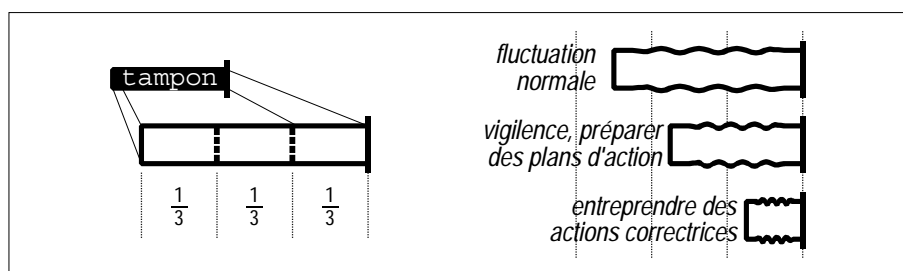 tampon
1/3 1/3 1/3
fluctuation
normale
vigilence, préparer
des plans d'action
entreprendre des
actions correctrices